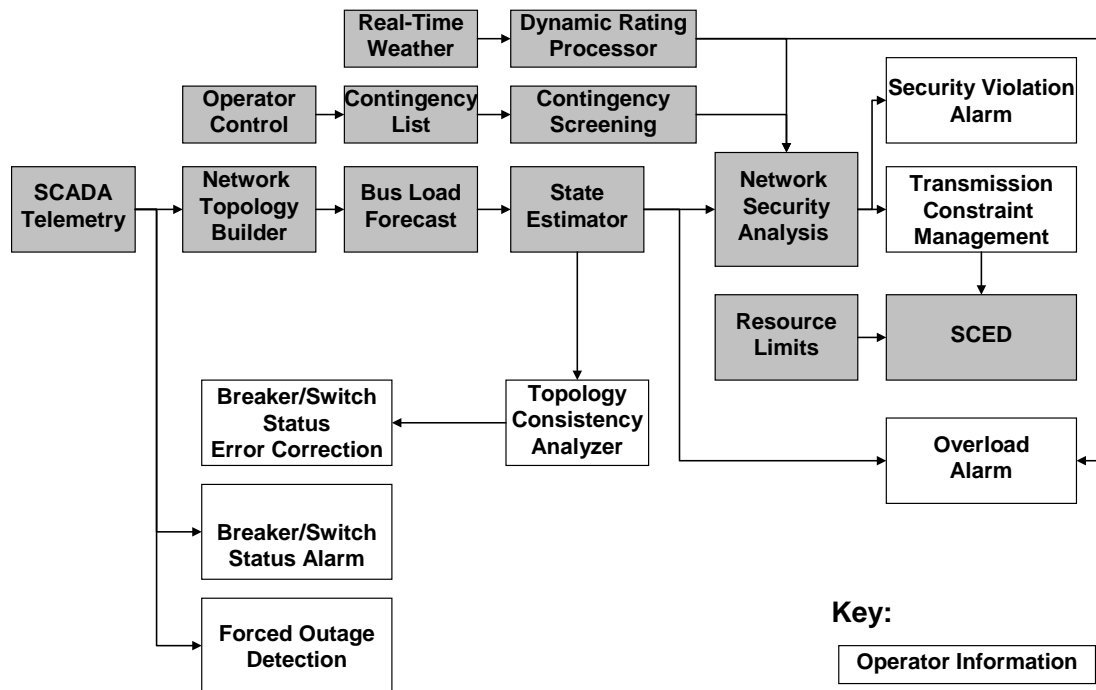 Real-Time
Weather
Dynamic Rating
Processor
Operator
Control
Contingency
List
Contingency
Screening
Security Violation
Alarm
SCADA
Telemetry
Network
Topology
Builder
Bus Load
Forecast
State
Estimator
Network
Security
Analysis
Transmission
Constraint
Management
Resource
Limits
SCED
Breaker/Switch
Status
Error Correction
Topology
Consistency
Analyzer
Overload
Alarm
Breaker/Switch
Status Alarm
Forced Outage
Detection
Key:
Operator Information